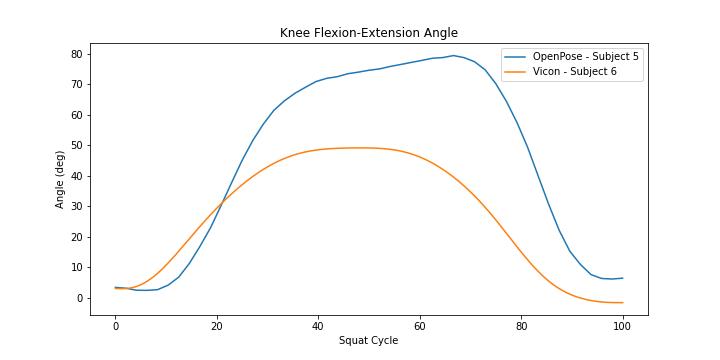 Knee Flexion-Extension Angle
OpenPose - Subject 5
Vicon - Subject 6
Angle (deg)
80
70
60
50
40
30
20
10
0
0 20 40 60 80 100
Squat Cycle